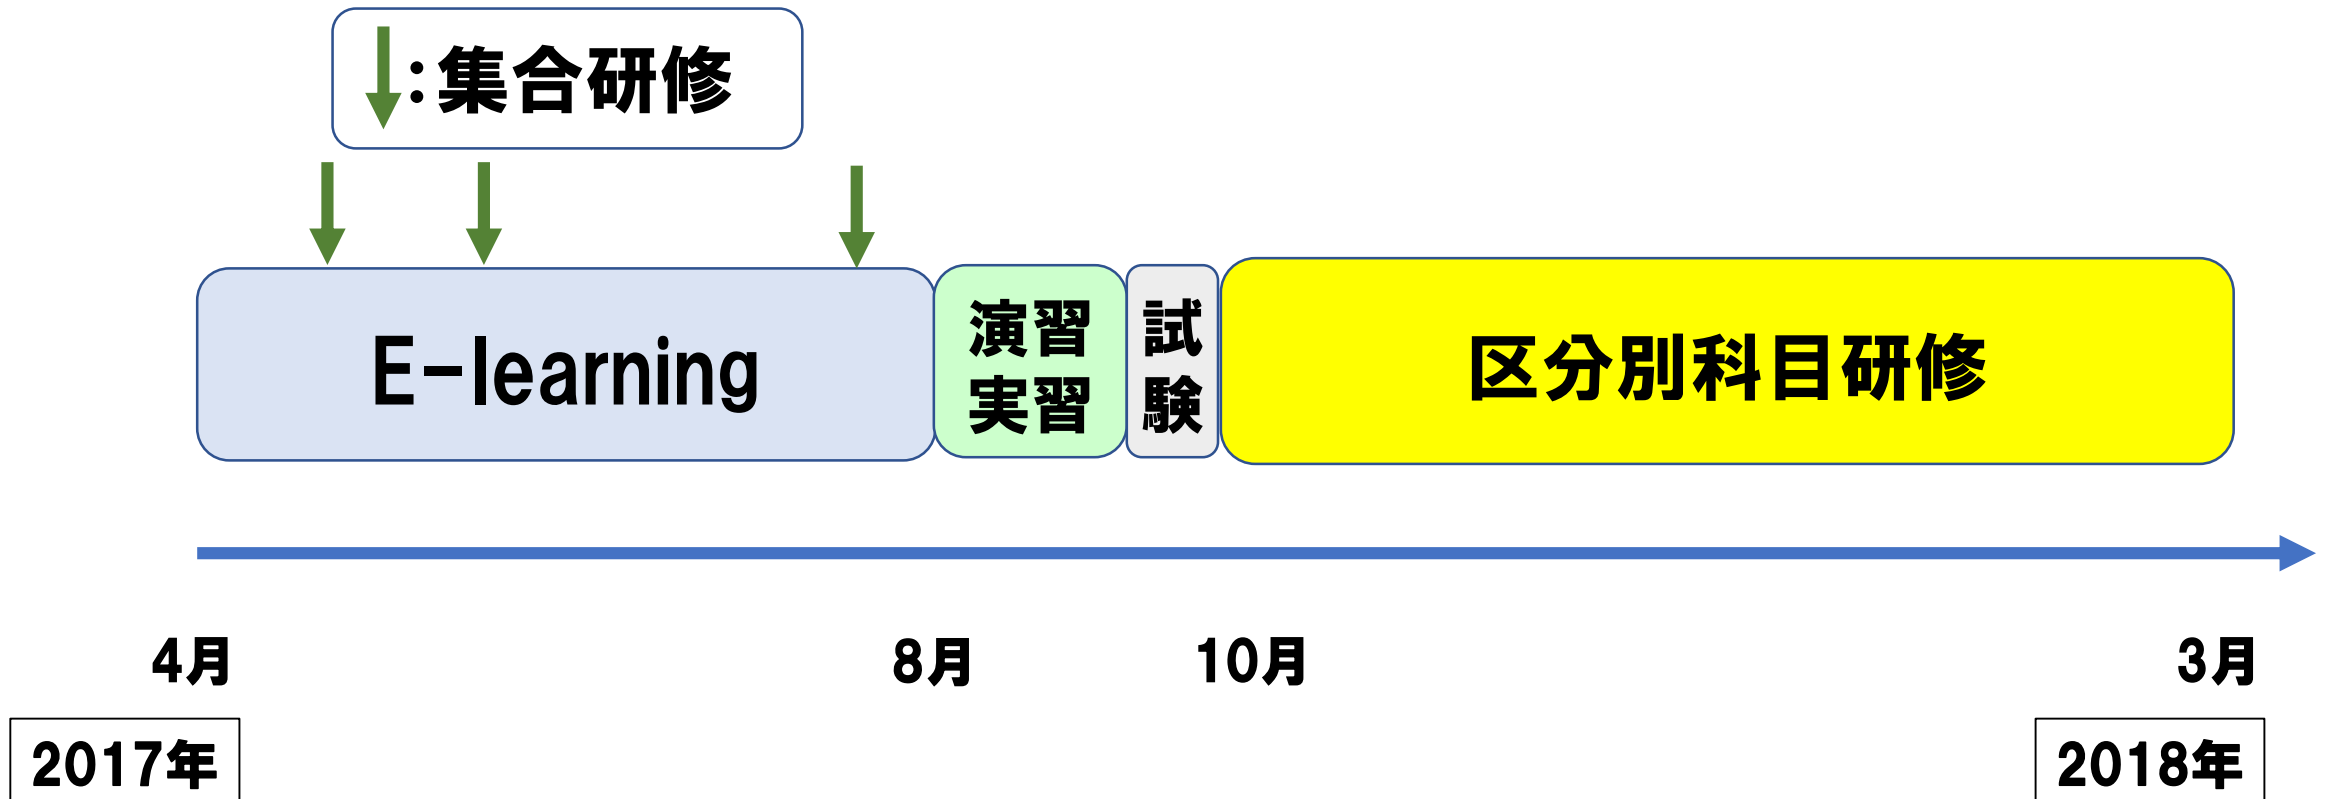 :集合研修
E-learning
演習
実習
試
験
区分別科目研修
4月
8月
10月
3月
2017年
2018年